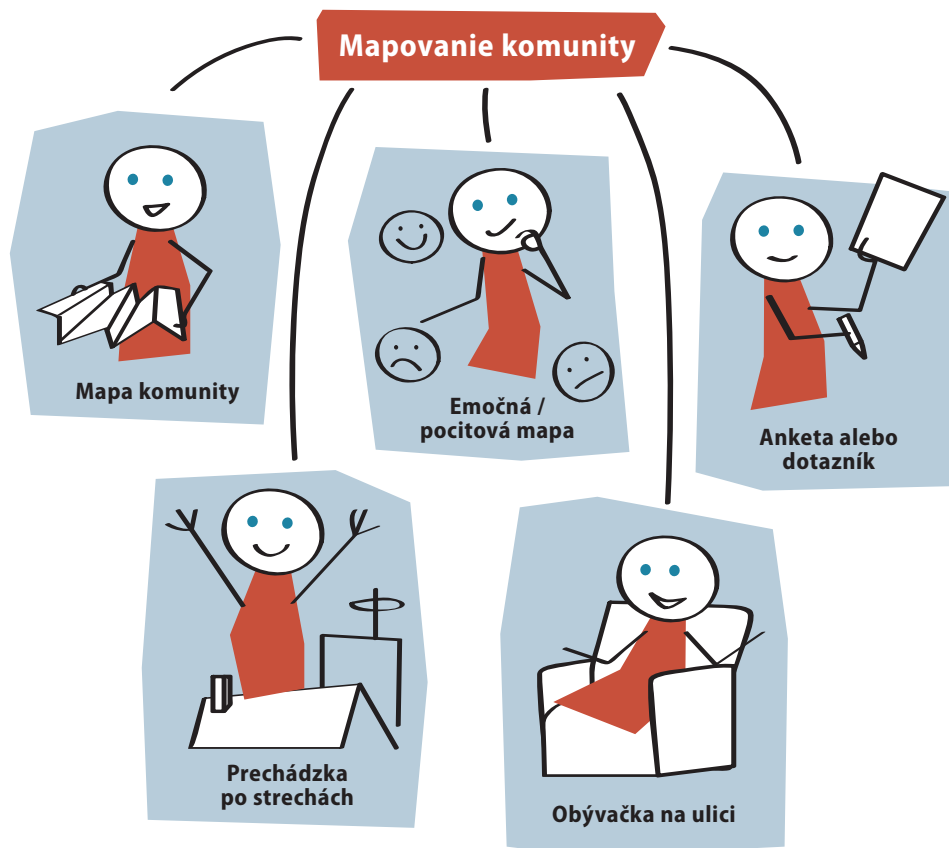 Mapovanie komunity
Mapa komunity
Emočná /
pocitová mapa
Anketa alebo
dotazník
Prechádzka
po strechách
Obývačka na ulici